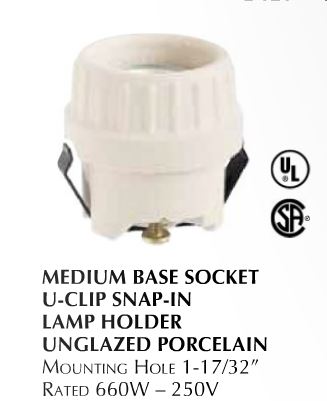 UL
®
SA®
MEDIUM BASE SOCKET
U-CLIP SNAP-IN
LAMP HOLDER
UNGLAZED PORCELAIN
MOUNTING HOLE 1-17/32"
RATED 660W – 250V